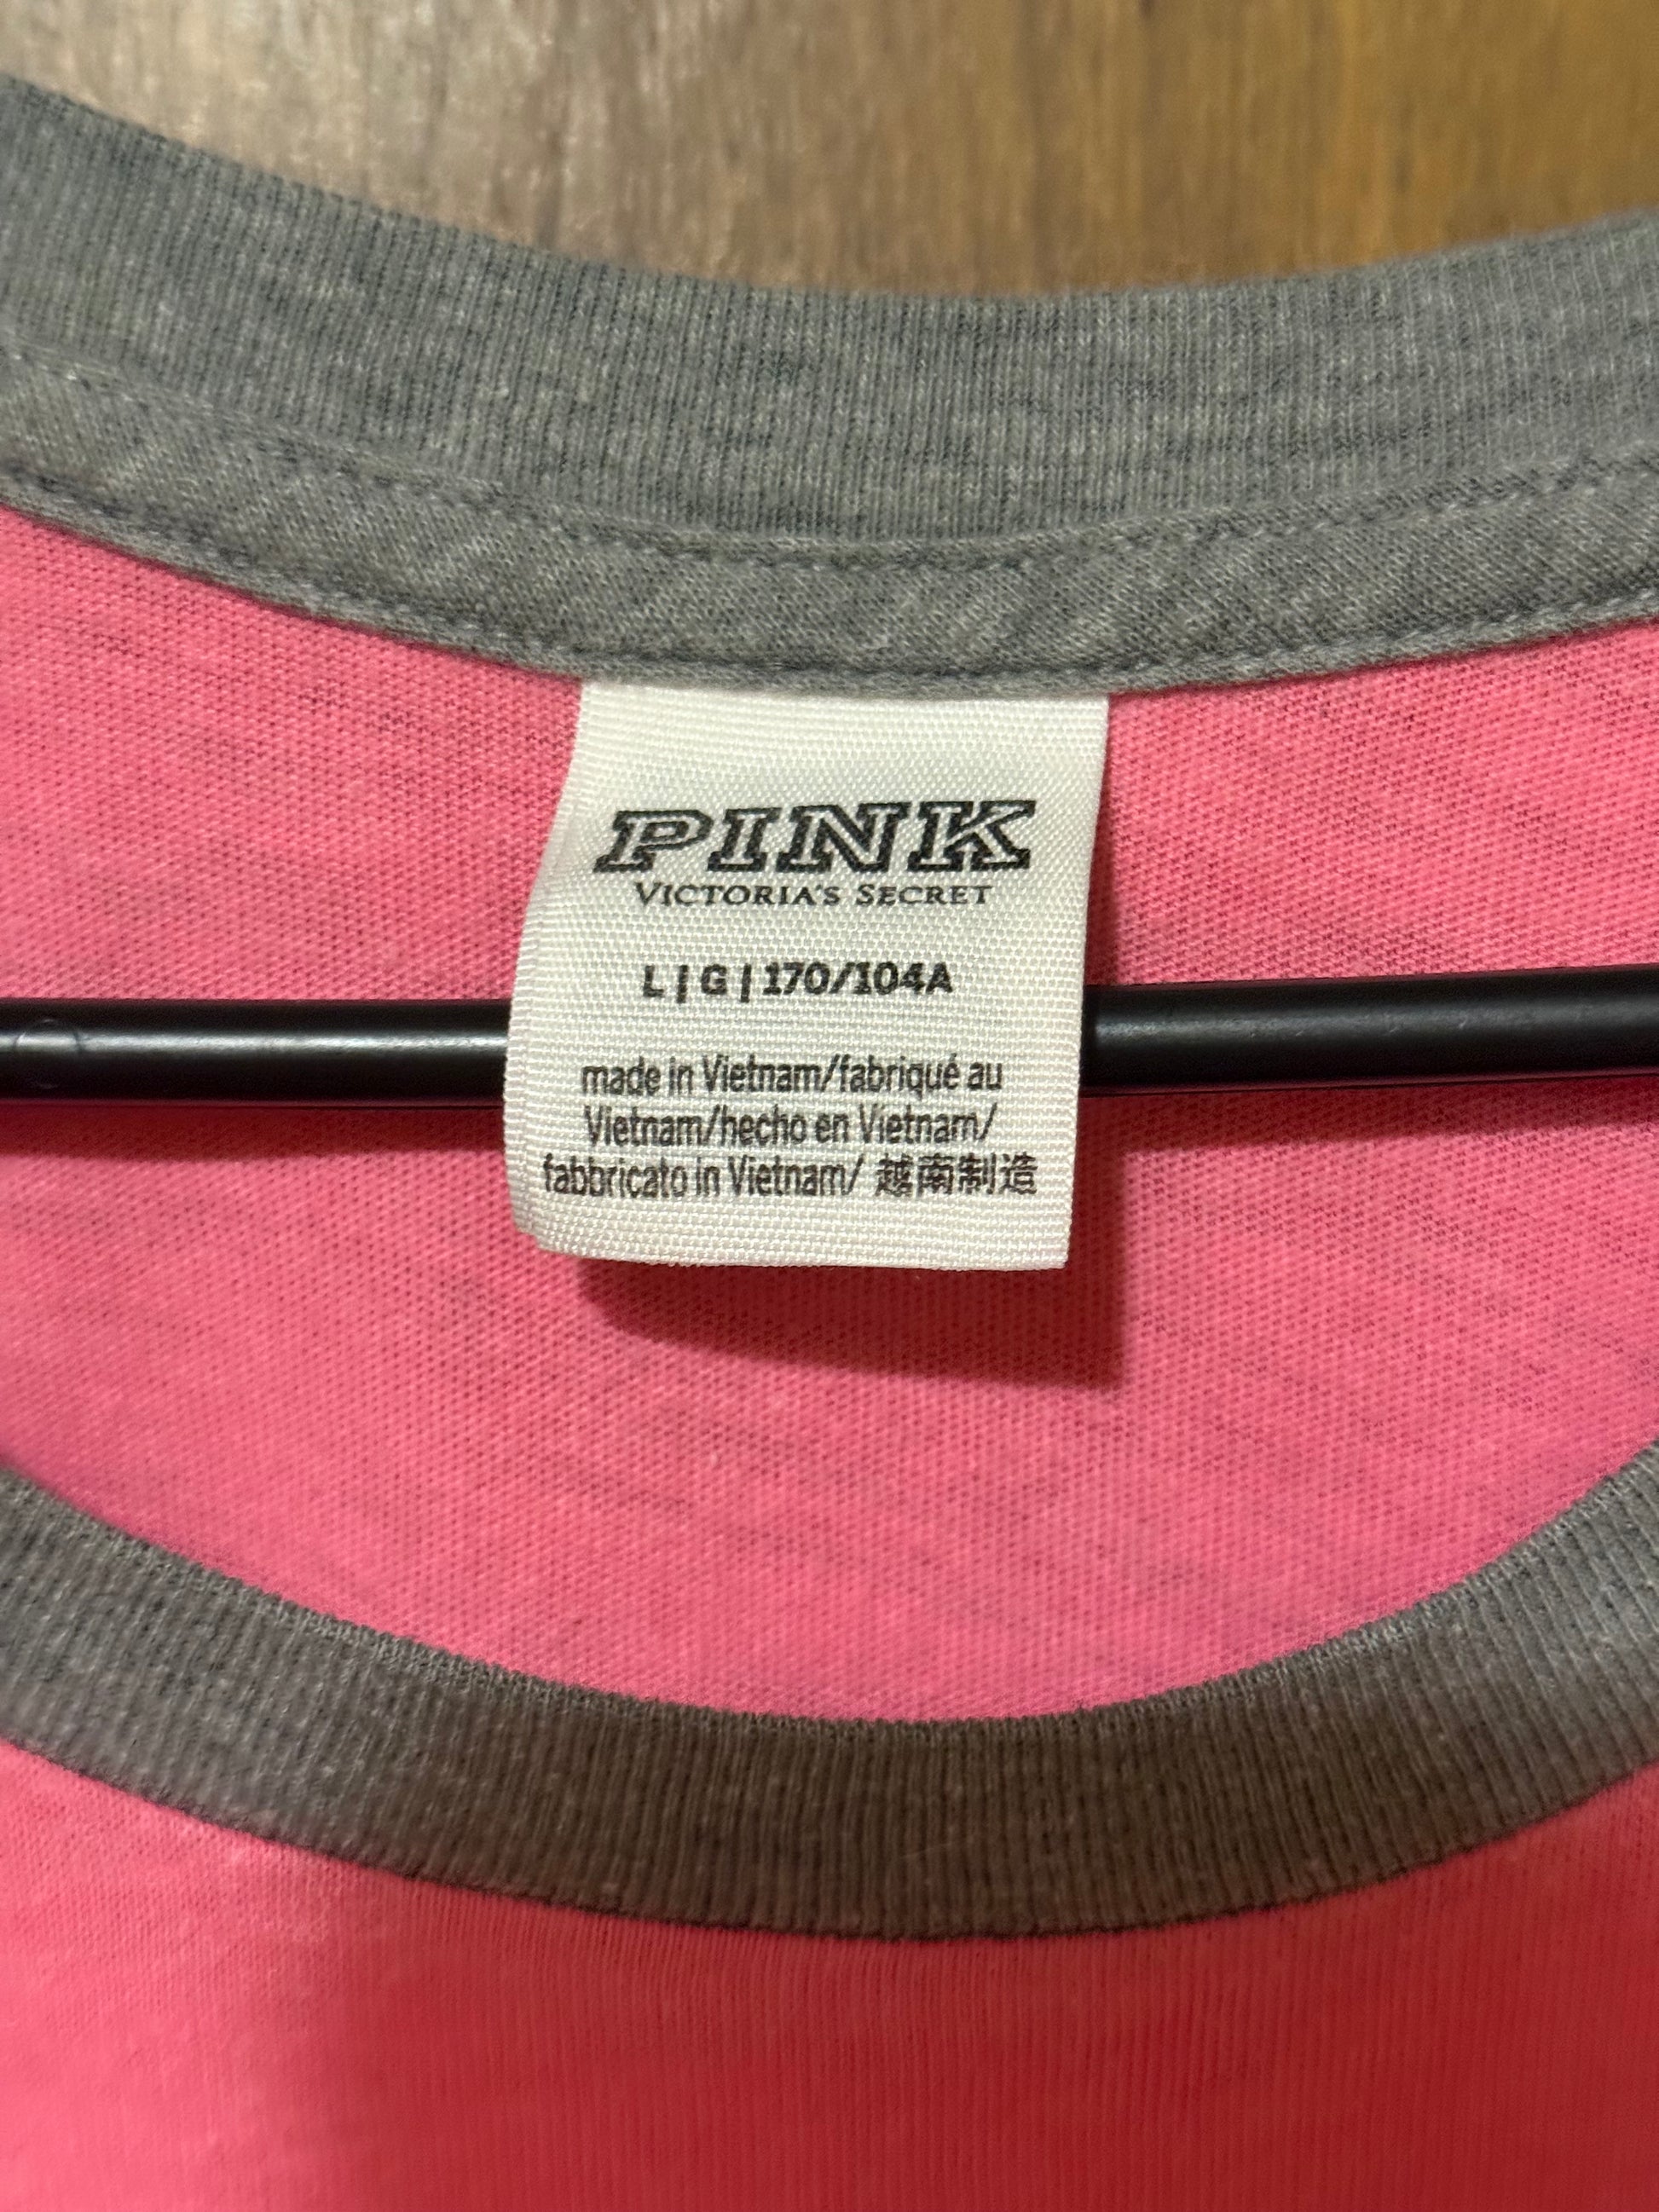 PINK
VICTORIA'S SECRET
L | G | 170/104A
made in Vietnam/fabriqué au
Vietnam/hecho en Vietnam/
fabbricato in Vietnam/ 越南制造